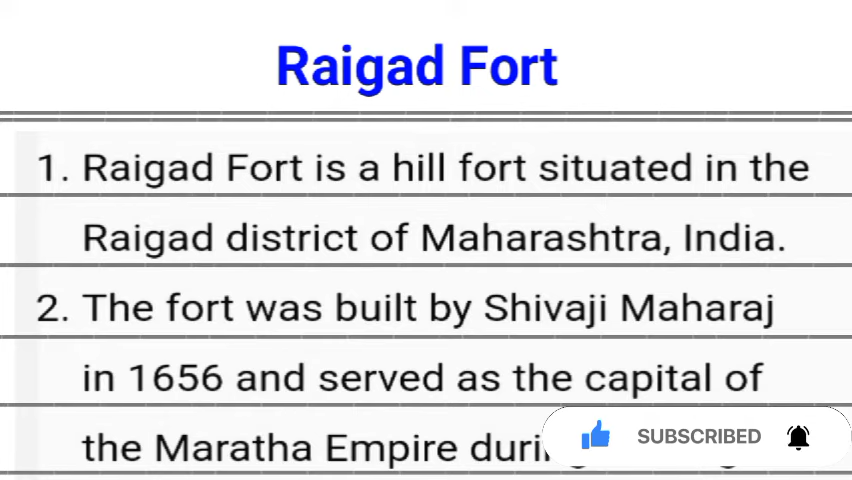 Raigad Fort
1. Raigad Fort is a hill fort situated in the
Raigad district of Maharashtra, India.
2. The fort was built by Shivaji Maharaj
in 1656 and served as the capital of
the Maratha Empire
SUBSCRIBED